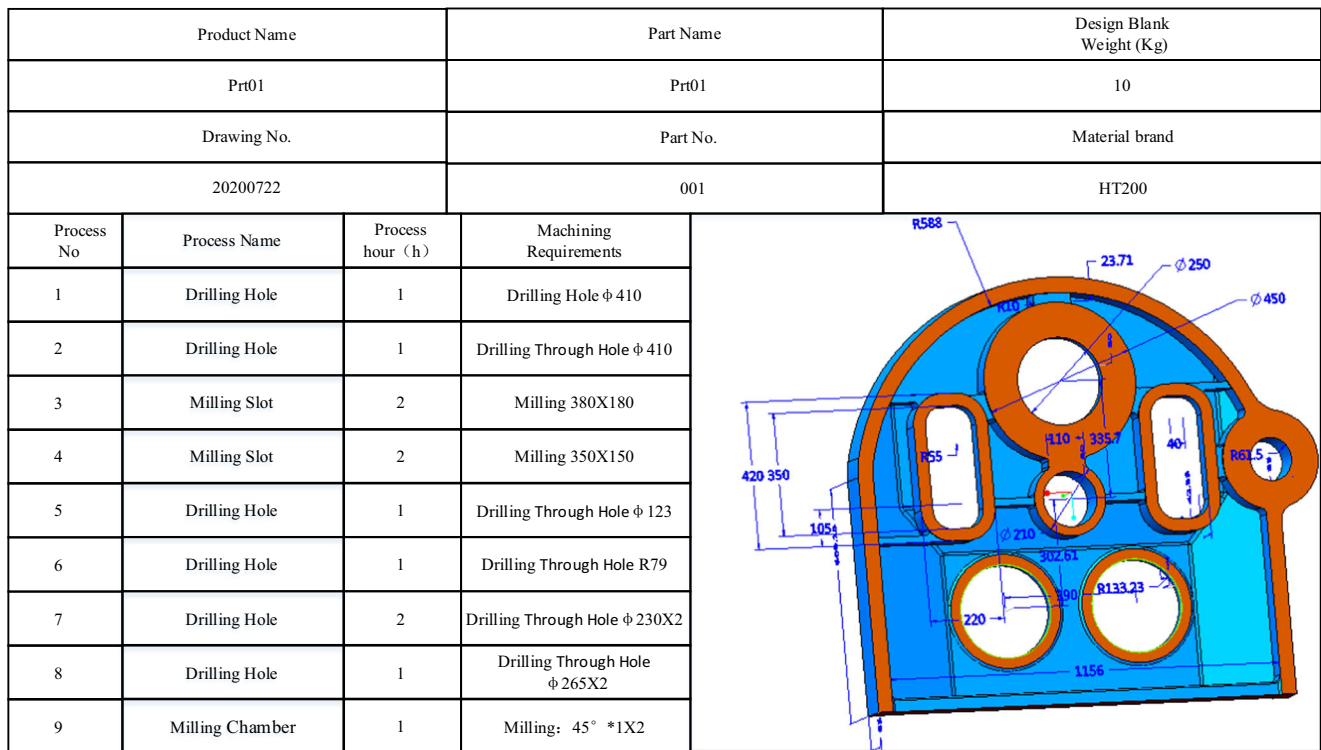 Product Name
Part Name
Design Blank
Weight (Kg)
Prt01
Prt01
10
Drawing No.
Part No.
Material brand
20200722
001
HT200
Process
No
Process Name
Process
hour（h）
Machining
Requirements
1
Drilling Hole
1
Drilling Hole φ410
2
Drilling Hole
1
Drilling Through Hole φ410
3
Milling Slot
2
Milling 380X180
4
Milling Slot
2
Milling 350X150
5
Drilling Hole
1
Drilling Through Hole φ123
6
Drilling Hole
1
Drilling Through Hole R79
7
Drilling Hole
2
Drilling Through Hole φ230X2
8
Drilling Hole
1
Drilling Through Hole
φ265X2
9
Milling Chamber
1
Milling：45° *1X2
R588
23.71
∅250
∅450
R10
110
335.7
40
R55
R61.5
420
350
105
∅210
302.61
390
R133.23
220
1156